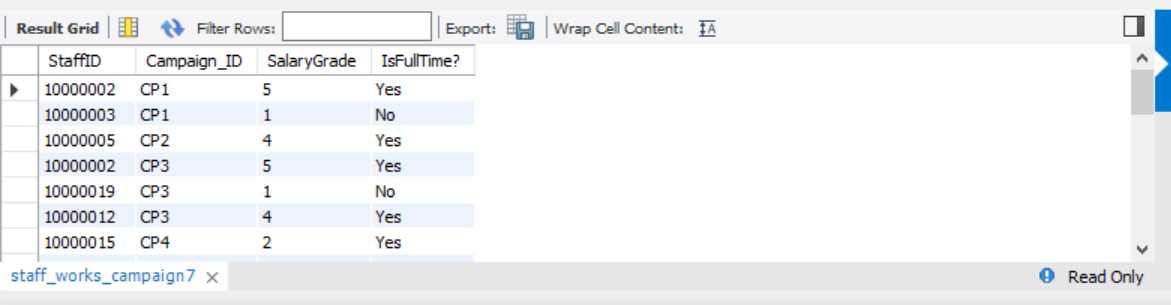 Result Grid Filter Rows: Export: Wrap Cell Content: IA
StaffID Campaign_ID SalaryGrade IsFullTime?
10000002 CP1 5 Yes
10000003 CP1 1 No
10000005 CP2 4 Yes
10000002 CP3 5 Yes
10000019 CP3 1 No
10000012 CP3 4 Yes
10000015 CP4 2 Yes
staff_works_campaign7 × Read Only